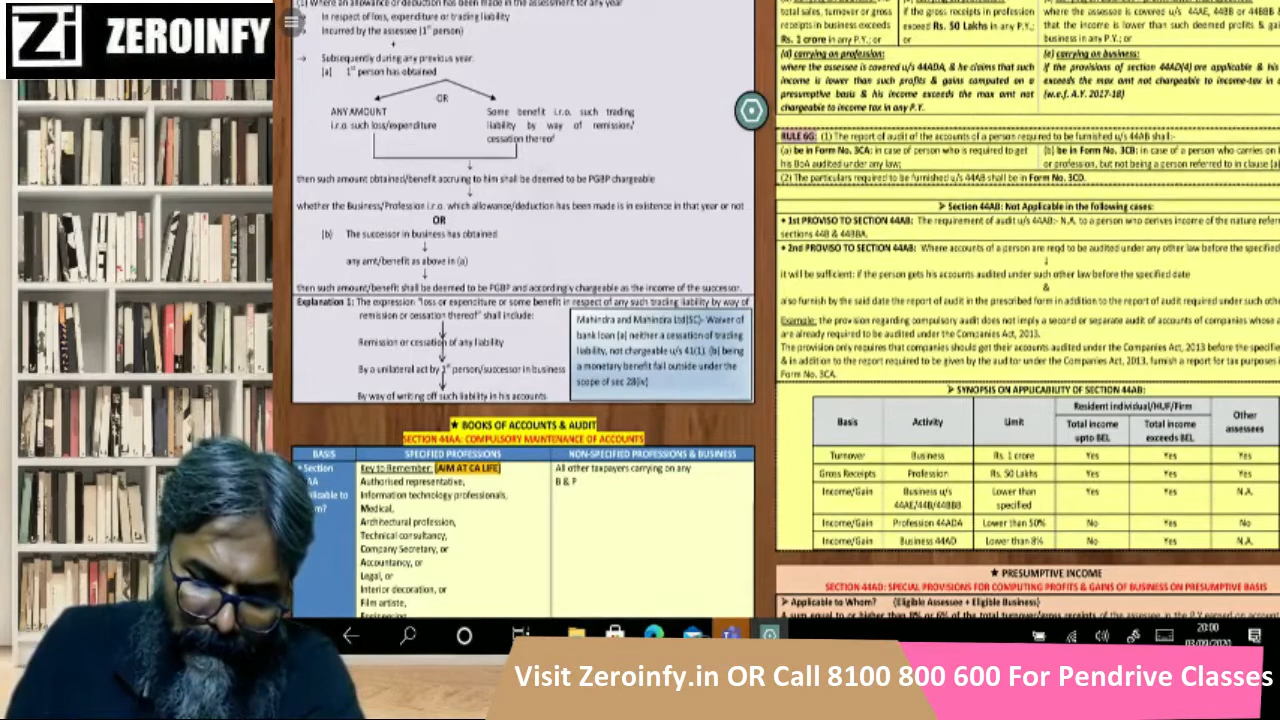 Zi ZEROINFY
(1) Where an allowance or deduction has been made in the assessment for any year
In respect of loss, expenditure or trading liability
→ Incurred by the assessee (1st person)
+
→ Subsequently during any previous year.
(a) 1st person has obtained
OR
ANY AMOUNT
i.r.o. such loss/expenditure
Some benefit i.r.o. such trading
liability by way of remission/
cessation thereof
then such amount obtained/benefit accruing to him shall be deemed to be PGBP chargeable
whether the Business/Profession i.r.o. which allowance/deduction has been made is in existence in that year or not
OR
(b) The successor in business has obtained
any amt/benefit as above in (a)
then such amount/benefit shall be deemed to be PGBP and accordingly chargeable as the income of the successor.
Explanation 1: The expression "loss or expenditure or some benefit in respect of any such trading liability by way of
remission or cessation thereof" shall include:
Remission or cessation of any liability
By a unilateral act by 1st person/successor in business
By way of writing off such liability in his accounts
Mahindra and Mahindra Ltd(SC)- Waiver of
bank loan (a) neither a cessation of trading
liability, not chargeable u/s 41(1). (b) being
a monetary benefit fall outside under the
scope of sec 28(iv)
★ BOOKS OF ACCOUNTS & AUDIT
SECTION 44AA: COMPULSORY MAINTENANCE OF ACCOUNTS
BASIS SPECIFIED PROFESSIONS NON-SPECIFIED PROFESSIONS & BUSINESS
• Section
AA
to
Key to Remember: (AIM AT CA LIFE)
Authorised representative,
Information technology professionals,
Medical,
Architectural profession,
Technical consultancy,
Company Secretary, or
Accountancy, or
Legal, or
Interior decoration, or
Film artiste,
All other taxpayers carrying on any
B & P
total sales, turnover or gross
receipts in business exceeds
Rs. 1 crore in any P.Y.; or
if the gross receipts in profession
exceed Rs. 50 Lakhs in any P.Y.;
or
where the assessee is covered u/s 44AE, 44BB or 44BBB
that the income is lower than such deemed profits &
business in any P.Y.; or
(d) carrying on profession:
where the assessee is covered u/s 44ADA, & he claims that such
income is lower than such profits & gains computed on a
presumptive basis & his income exceeds the max amt not
chargeable to income tax in any P.Y.
(e) carrying on business:
if the provisions of section 44AD(4) are applicable & his
exceeds the max amt not chargeable to income-tax in
(w.e.f. A.Y. 2017-18)
RULE 6G: (1) The report of audit of the accounts of a person required to be furnished u/s 44AB shall:-
(a) be in Form No. 3CA: in case of person who is required to get
his BoA audited under any law;
(b) be in Form No. 3CB: in case of a person who carries on
or profession, but not being a person referred to in clause
(2) The particulars required to be furnished u/s 44AB shall be in Form No. 3CD.
➢ Section 44AB: Not Applicable in the following cases:
• 1st PROVISO TO SECTION 44AB: The requirement of audit u/s 44AB:- N.A. to a person who derives income of the nature
sections 44B & 44BBA.
• 2nd PROVISO TO SECTION 44AB: Where accounts of a person are reqd to be audited under any other law before the specified
it will be sufficient: if the person gets his accounts audited under such other law before the specified date
&
also furnish by the said date the report of audit in the prescribed form in addition to the report of audit required under such
Example: the provision regarding compulsory audit does not imply a second or separate audit of accounts of companies whose
are already required to be audited under the Companies Act, 2013.
The provision only requires that companies should get their accounts audited under the Companies Act, 2013 before the
& in addition to the report required to be given by the auditor under the Companies Act, 2013, furnish a report for tax purposes
Form No. 3CA.
➢ SYNOPSIS ON APPLICABILITY OF SECTION 44AB:
Basis Activity Limit Resident Individual/HUF/Firm Other assessees
Total income upto BEL Total income exceeds BEL
Turnover Business Rs. 1 crore Yes Yes Yes
Gross Receipts Profession Rs. 50 Lakhs Yes Yes Yes
Income/Gain Business u/s 44AE/44B/44BBB Lower than specified Yes Yes N.A.
Income/Gain Profession 44ADA Lower than 50% No Yes No
Income/Gain Business 44AD Lower than 8% No Yes N.A.
★ PRESUMPTIVE INCOME
SECTION 44AD: SPECIAL PROVISIONS FOR COMPUTING PROFITS & GAINS OF BUSINESS ON PRESUMPTIVE BASIS
➢ Applicable to Whom? (Eligible Assessee + Eligible Business)
20:00
03/09/2020
Visit Zeroinfy.in OR Call 8100 800 600 For Pendrive Classes